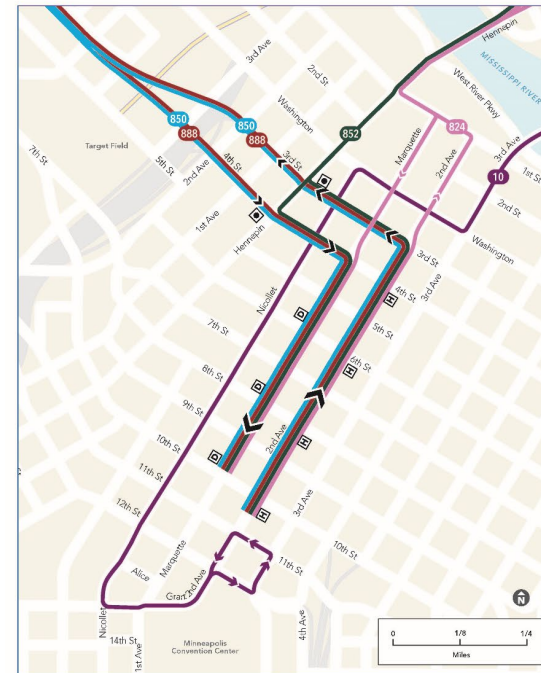 Hennepin
3rd Ave
2nd St
MISSISSIPPI RIVER
West River Pkwy
Washington
850
850
852
824
888
888
7th St
Target Field
5th St
2nd Ave
4th St
3rd St
Marquette
2nd Ave
3rd Ave
1st St
10
2nd St
1st Ave
Hennepin
Washington
3rd St
3rd Ave
4th St
Nicollet
H
D
5th St
7th St
6th St
8th St
H
D
9th St
2nd Ave
10th St
H
D
11th St
3rd Ave
12th St
H
10th St
Marquette
11th St
Alice
2nd Ave
Grant
N
Nicollet
14th St
1st Ave
Minneapolis
Convention Center
4th Ave
0 1/8 1/4
Miles